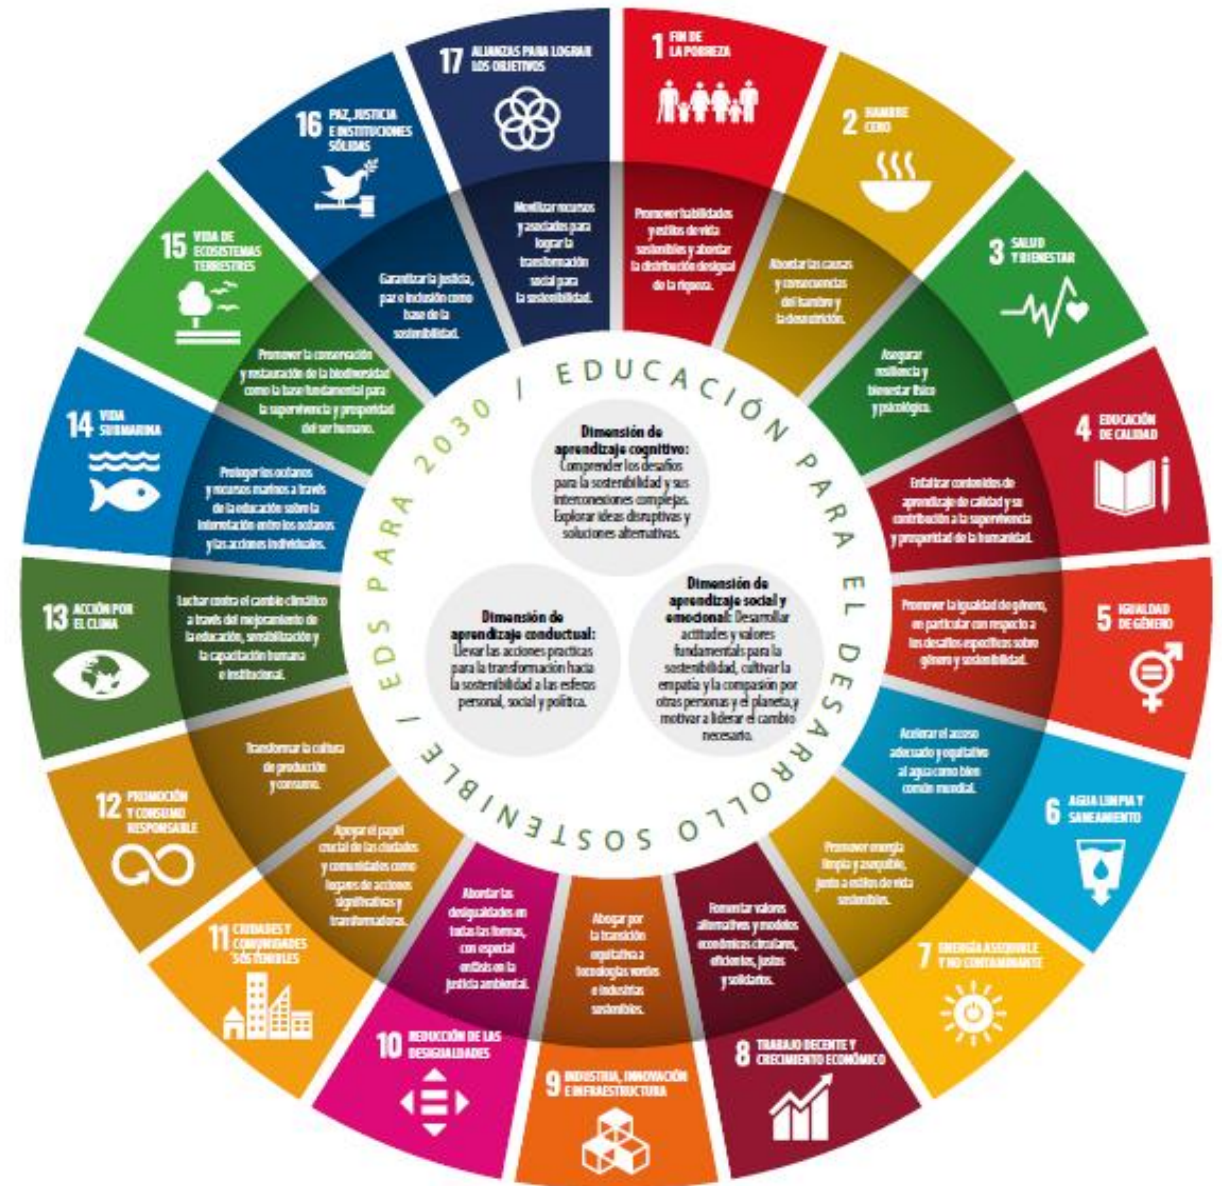 1 FIN DE
LA POBREZA
Promover habilidades
y estilos de vida
sostenibles y abordar
la distribución desigual
de la riqueza.
2 HAMBRE
CERO
Abordar las causas
y consecuencias
del hambre y
la desnutrición.
3 SALUD
Y BIENESTAR
Asegurar
resiliencia y
bienestar físico
y psicológico.
4 EDUCACIÓN
DE CALIDAD
Enfatizar contenidos de
aprendizaje de calidad y su
contribución a la supervivencia
y prosperidad de la humanidad.
5 IGUALDAD
DE GÉNERO
Promover la igualdad de género,
en particular con respecto a
los desafíos específicos sobre
género y sostenibilidad.
6 AGUA LIMPIA Y
SANEAMIENTO
Acelerar el acceso
adecuado y equitativo
al agua como bien
común mundial.
7 ENERGÍA ASEQUIBLE
Y NO CONTAMINANTE
Promover energía
limpia y asequible,
junto a estilos de vida
sostenibles.
8 TRABAJO DECENTE Y
CRECIMIENTO ECONÓMICO
Fomentar valores
alternativos y modelos
económicos circulares,
eficientes, justos
y solidarios.
9 INDUSTRIA, INNOVACIÓN
E INFRAESTRUCTURA
Abogar por
la transición
equitativa a
tecnologías verdes
e industrias
sostenibles.
10 REDUCCIÓN DE LAS
DESIGUALDADES
Abordar las
desigualdades en
todas las formas,
con especial
énfasis en la
justicia ambiental.
11 CIUDADES Y
COMUNIDADES
SOSTENIBLES
Apoyar el papel
crucial de las ciudades
y comunidades como
lugares de acciones
significativas y
transformadoras.
12 PROMOCIÓN
Y CONSUMO
RESPONSABLE
Transformar la cultura
de producción
y consumo.
13 ACCIÓN POR
EL CLIMA
Luchar contra el cambio climático
a través del mejoramiento de
la educación, sensibilización y
la capacitación humana
e institucional.
14 VIDA
SUBMARINA
Proteger los océanos
y recursos marinos a través
de la educación sobre la
interrelación entre los océanos
y las acciones individuales.
15 VIDA DE
ECOSISTEMAS
TERRESTRES
Promover la conservación
y restauración de la biodiversidad
como la base fundamental para
la supervivencia y prosperidad
del ser humano.
16 PAZ, JUSTICIA
E INSTITUCIONES
SÓLIDAS
Garantizar la justicia,
paz e inclusión como
base de la
sostenibilidad.
17 ALIANZAS PARA LOGRAR
LOS OBJETIVOS
Movilizar recursos
y asociados para
lograr la
transformación
social para
la sostenibilidad.
/ EDUCACIÓN PARA EL DESARROLLO SOSTENIBLE / EDS PARA 2030
Dimensión de
aprendizaje cognitivo:
Comprender los desafíos
para la sostenibilidad y sus
interconexiones complejas.
Explorar ideas disruptivas y
soluciones alternativas.
Dimensión de
aprendizaje conductual:
Llevar las acciones practicas
para la transformación hacia
la sostenibilidad a las esferas
personal, social y política.
Dimensión de
aprendizaje social y
emocional: Desarrollar
actitudes y valores
fundamentals para la
sostenibilidad, cultivar la
empatía y la compasión por
otras personas y el planeta,y
motivar a liderar el cambio
necesario.